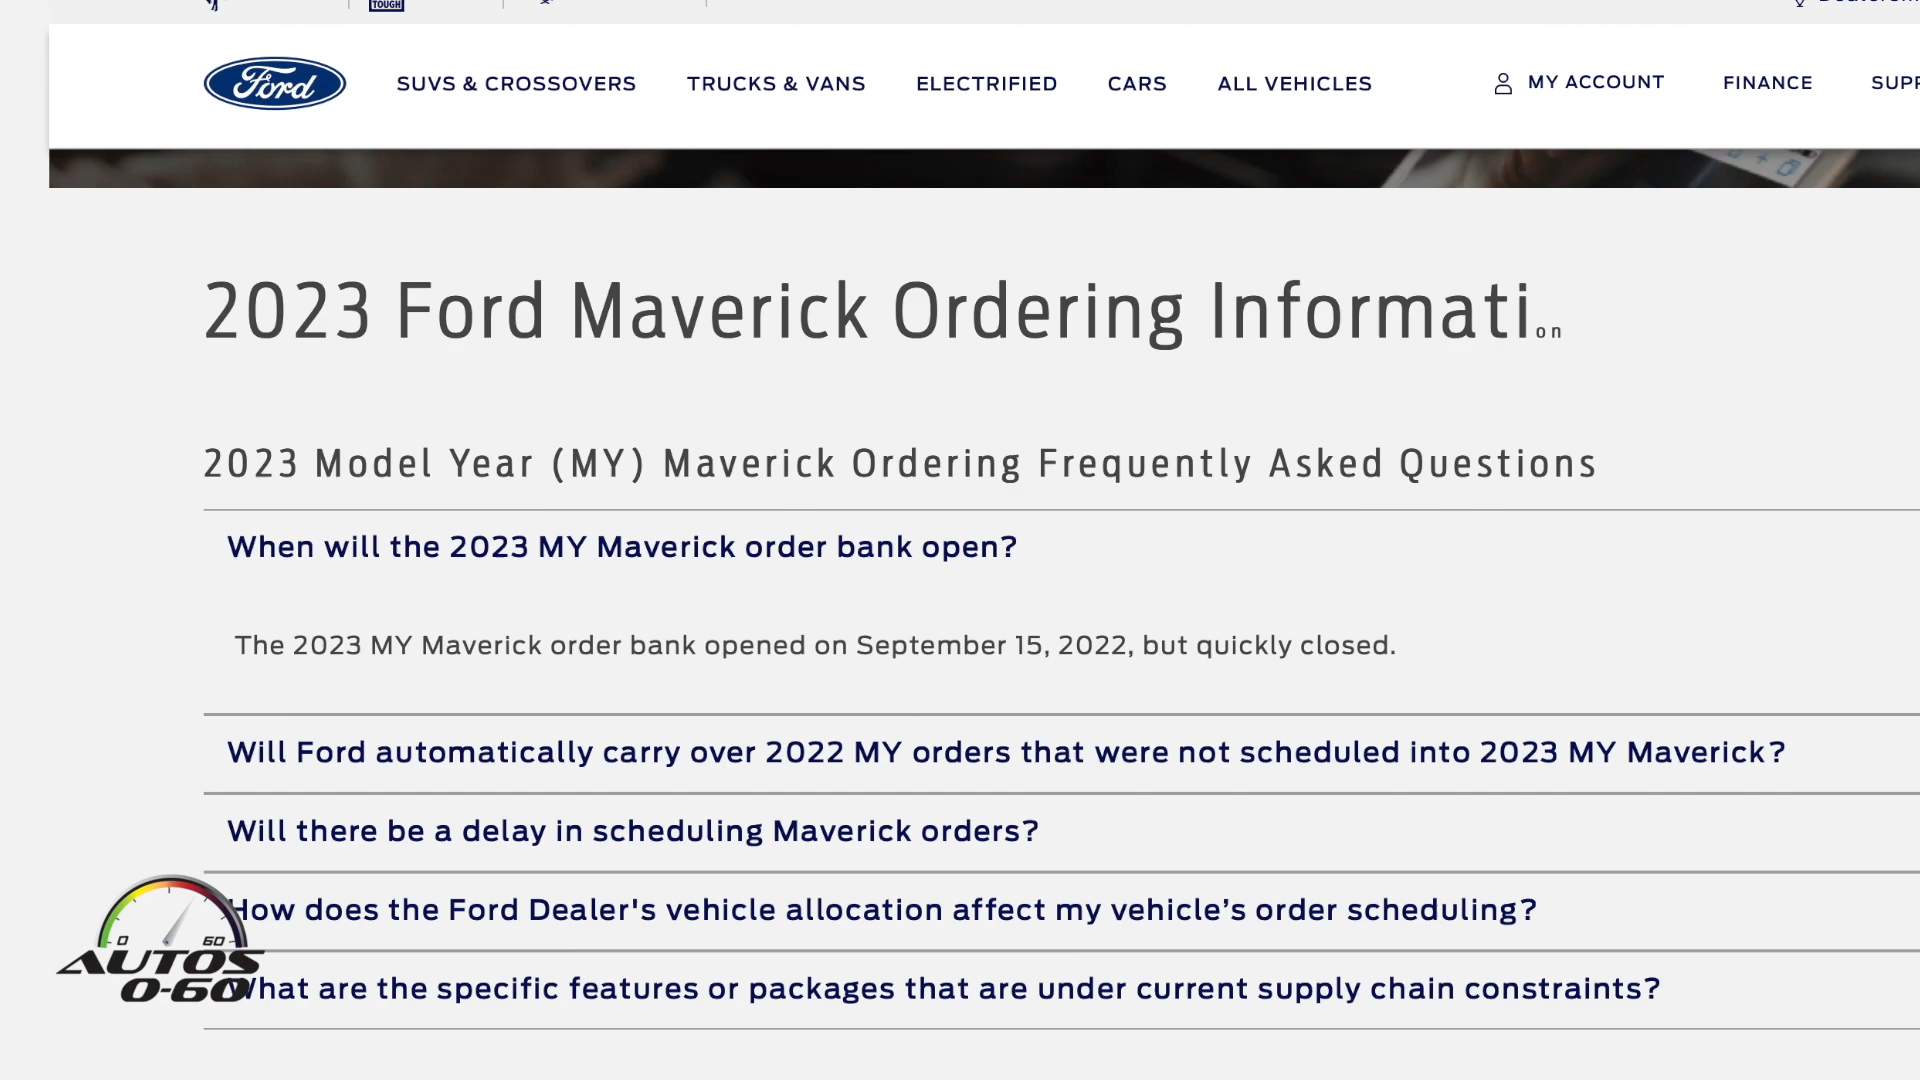 TOUGH
Ford
SUVS & CROSSOVERS TRUCKS & VANS ELECTRIFIED CARS ALL VEHICLES MY ACCOUNT FINANCE
2023 Ford Maverick Ordering Information
2023 Model Year (MY) Maverick Ordering Frequently Asked Questions
When will the 2023 MY Maverick order bank open?
The 2023 MY Maverick order bank opened on September 15, 2022, but quickly closed.
Will Ford automatically carry over 2022 MY orders that were not scheduled into 2023 MY Maverick?
Will there be a delay in scheduling Maverick orders?
How does the Ford Dealer's vehicle allocation affect my vehicle’s order scheduling?
What are the specific features or packages that are under current supply chain constraints?
0 60
AUTOS
0-60